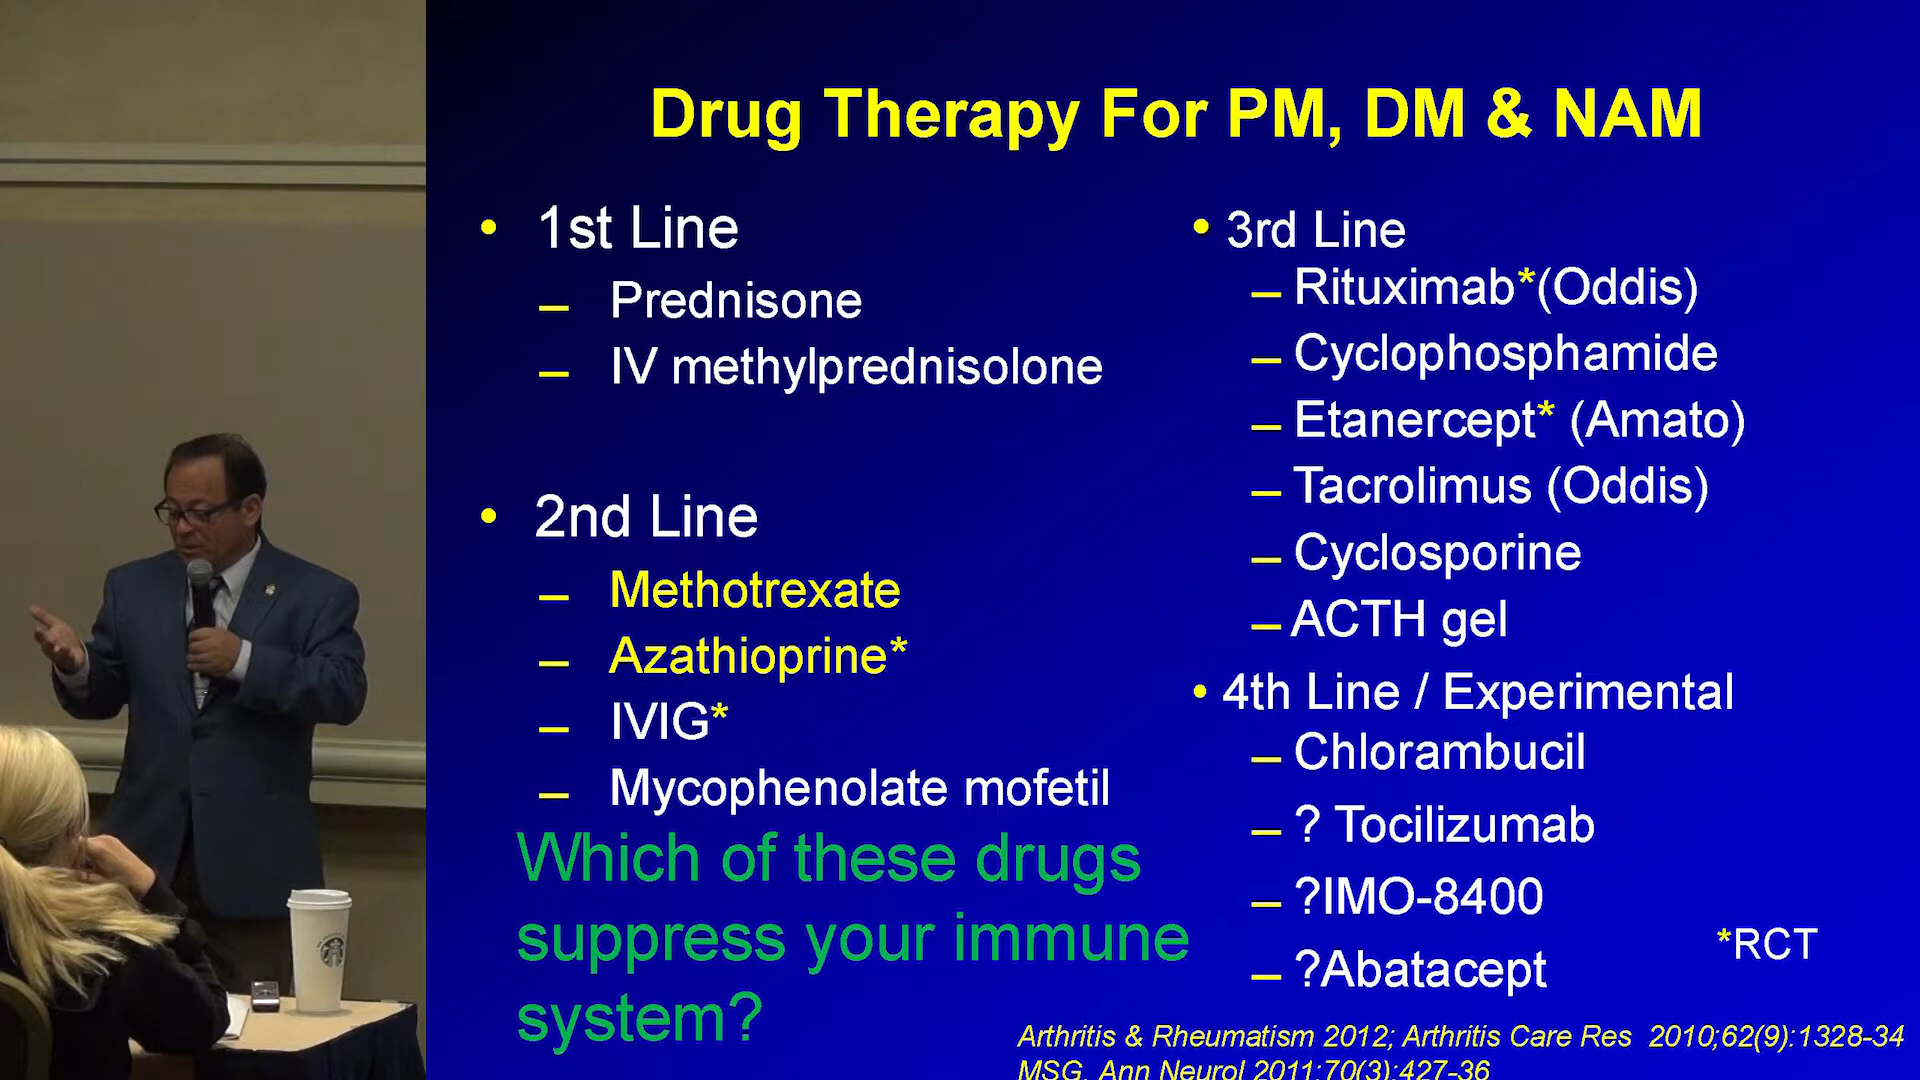 Drug Therapy For PM, DM & NAM
• 1st Line
– Prednisone
– IV methylprednisolone
• 2nd Line
– Methotrexate
– Azathioprine*
– IVIG*
– Mycophenolate mofetil
Which of these drugs
suppress your immune
system?
• 3rd Line
– Rituximab*(Oddis)
– Cyclophosphamide
– Etanercept* (Amato)
– Tacrolimus (Oddis)
– Cyclosporine
– ACTH gel
• 4th Line / Experimental
– Chlorambucil
– ? Tocilizumab
– ?IMO-8400
– ?Abatacept
*RCT
Arthritis & Rheumatism 2012; Arthritis Care Res 2010;62(9):1328-34
MSG. Ann Neurol 2011;70(3):427-36